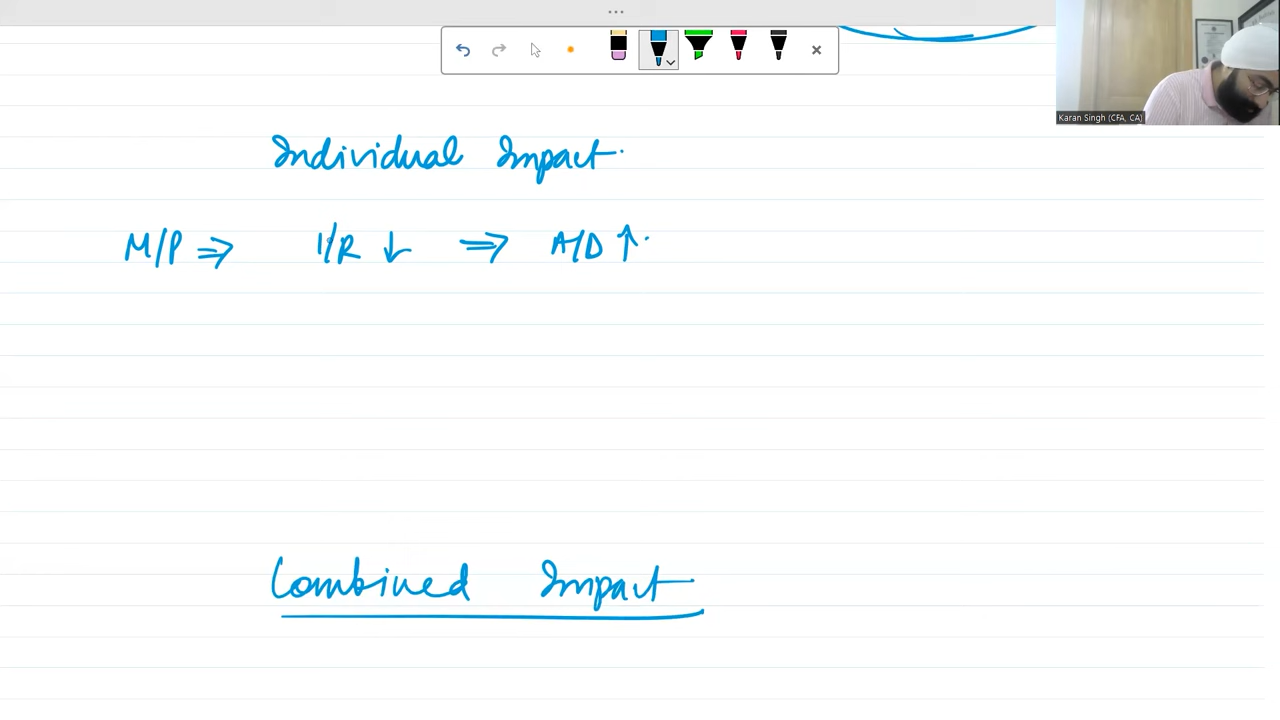 Karan Singh (CFA, CA)
Individual Impact.
M/P ⇒ I/R ↓ ⇒ A/D ↑.
Combined Impact